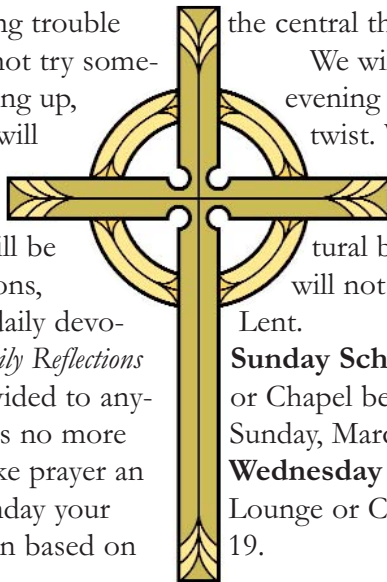 ng trouble
not try some-
ng up,
will
ill be
ons,
daily devo-
ily Reflections
vided to any-
s no more
ke prayer an
nday your
n based on
the central th
We wi
evening
twist.
tural b
will not
Lent.
Sunday Sch
or Chapel be
Sunday, Marc
Wednesday
Lounge or C
19.